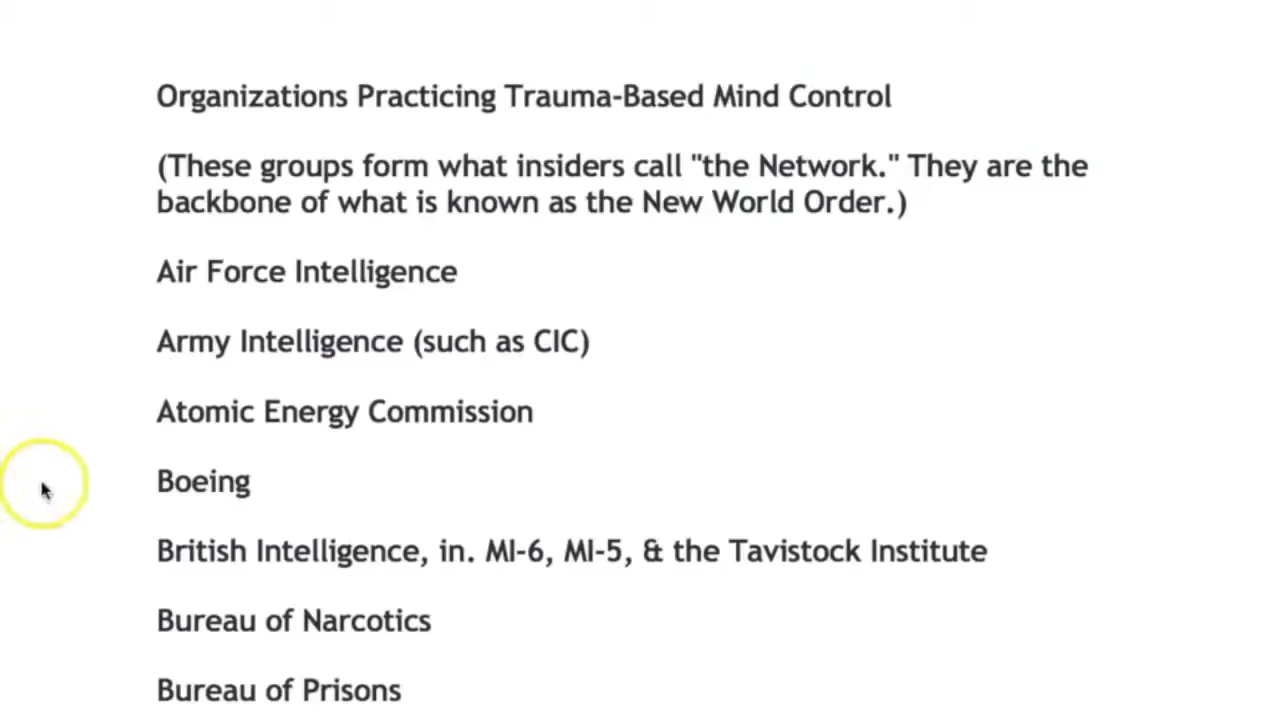 Organizations Practicing Trauma-Based Mind Control
(These groups form what insiders call "the Network." They are the
backbone of what is known as the New World Order.)
Air Force Intelligence
Army Intelligence (such as CIC)
Atomic Energy Commission
Boeing
British Intelligence, in. MI-6, MI-5, & the Tavistock Institute
Bureau of Narcotics
Bureau of Prisons